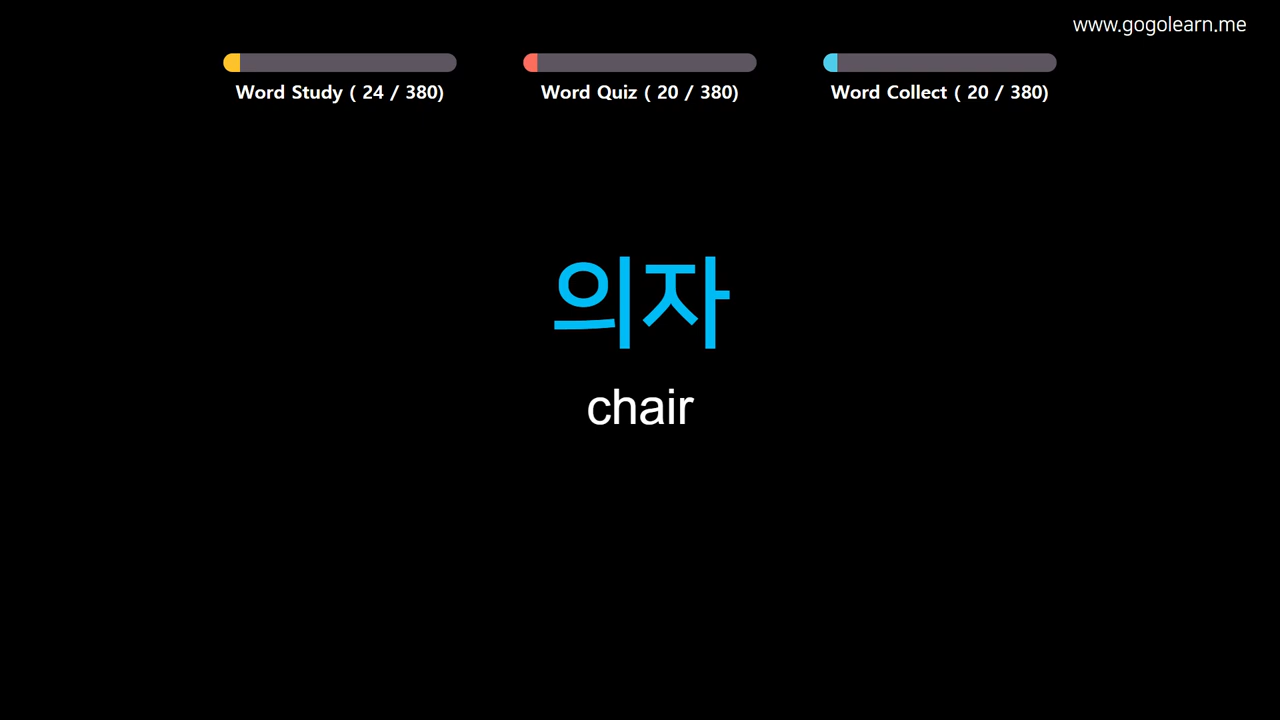 www.gogolearn.me
Word Study ( 24 / 380)
Word Quiz ( 20 / 380)
Word Collect ( 20 / 380)
의자
chair